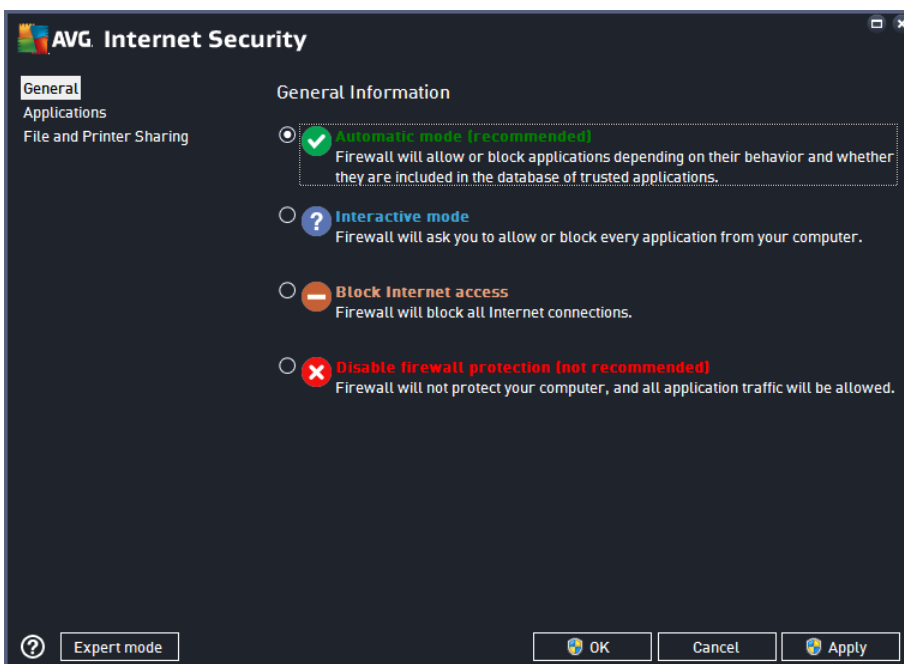 AVG Internet Security
General
Applications
File and Printer Sharing
General Information
Automatic mode (recommended)
Firewall will allow or block applications depending on their behavior and whether
they are included in the database of trusted applications.
Interactive mode
Firewall will ask you to allow or block every application from your computer.
Block Internet access
Firewall will block all Internet connections.
Disable firewall protection (not recommended)
Firewall will not protect your computer, and all application traffic will be allowed.
Expert mode
OK
Cancel
Apply